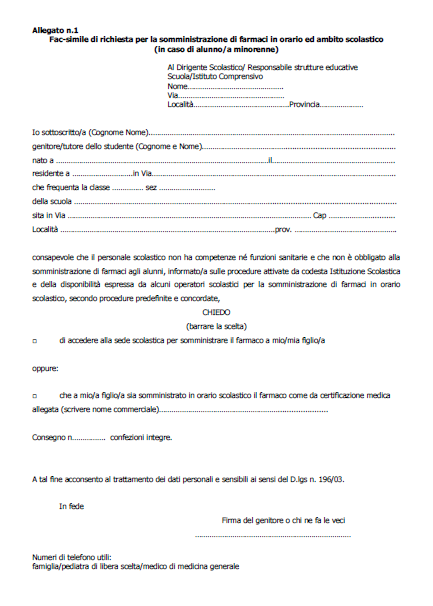 Allegato n.1
Fac-simile di richiesta per la somministrazione di farmaci in orario ed ambito scolastico
(in caso di alunno/a minorenne)
Al Dirigente Scolastico/ Responsabile strutture educative
Scuola/Istituto Comprensivo
Nome...............................
Via...................................
Località...............................Provincia...................
Io sottoscritto/a (Cognome Nome)...............................................................
genitore/tutore dello studente (Cognome e Nome)...............................................................
nato a ...............................................................il...............................
residente a .........................in Via...............................................................
che frequenta la classe .............. sez .........................
della scuola ...............................................................
sita in Via ............................................................... Cap ...............................
Località ...............................................................prov. ...............................
consapevole che il personale scolastico non ha competenze né funzioni sanitarie e che non è obbligato alla
somministrazione di farmaci agli alunni, informato/a sulle procedure attivate da codesta Istituzione Scolastica
e della disponibilità espressa da alcuni operatori scolastici per la somministrazione di farmaci in orario
scolastico, secondo procedure predefinite e concordate,
CHIEDO
(barrare la scelta)
□ di accedere alla sede scolastica per somministrare il farmaco a mio/mia figlio/a
oppure:
□ che a mio/a figlio/a sia somministrato in orario scolastico il farmaco come da certificazione medica
allegata (scrivere nome commerciale)...............................................................
Consegno n............... confezioni integre.
A tal fine acconsento al trattamento dei dati personali e sensibili ai sensi del D.lgs n. 196/03.
In fede
Firma del genitore o chi ne fa le veci
...............................................................
Numeri di telefono utili:
famiglia/pediatra di libera scelta/medico di medicina generale